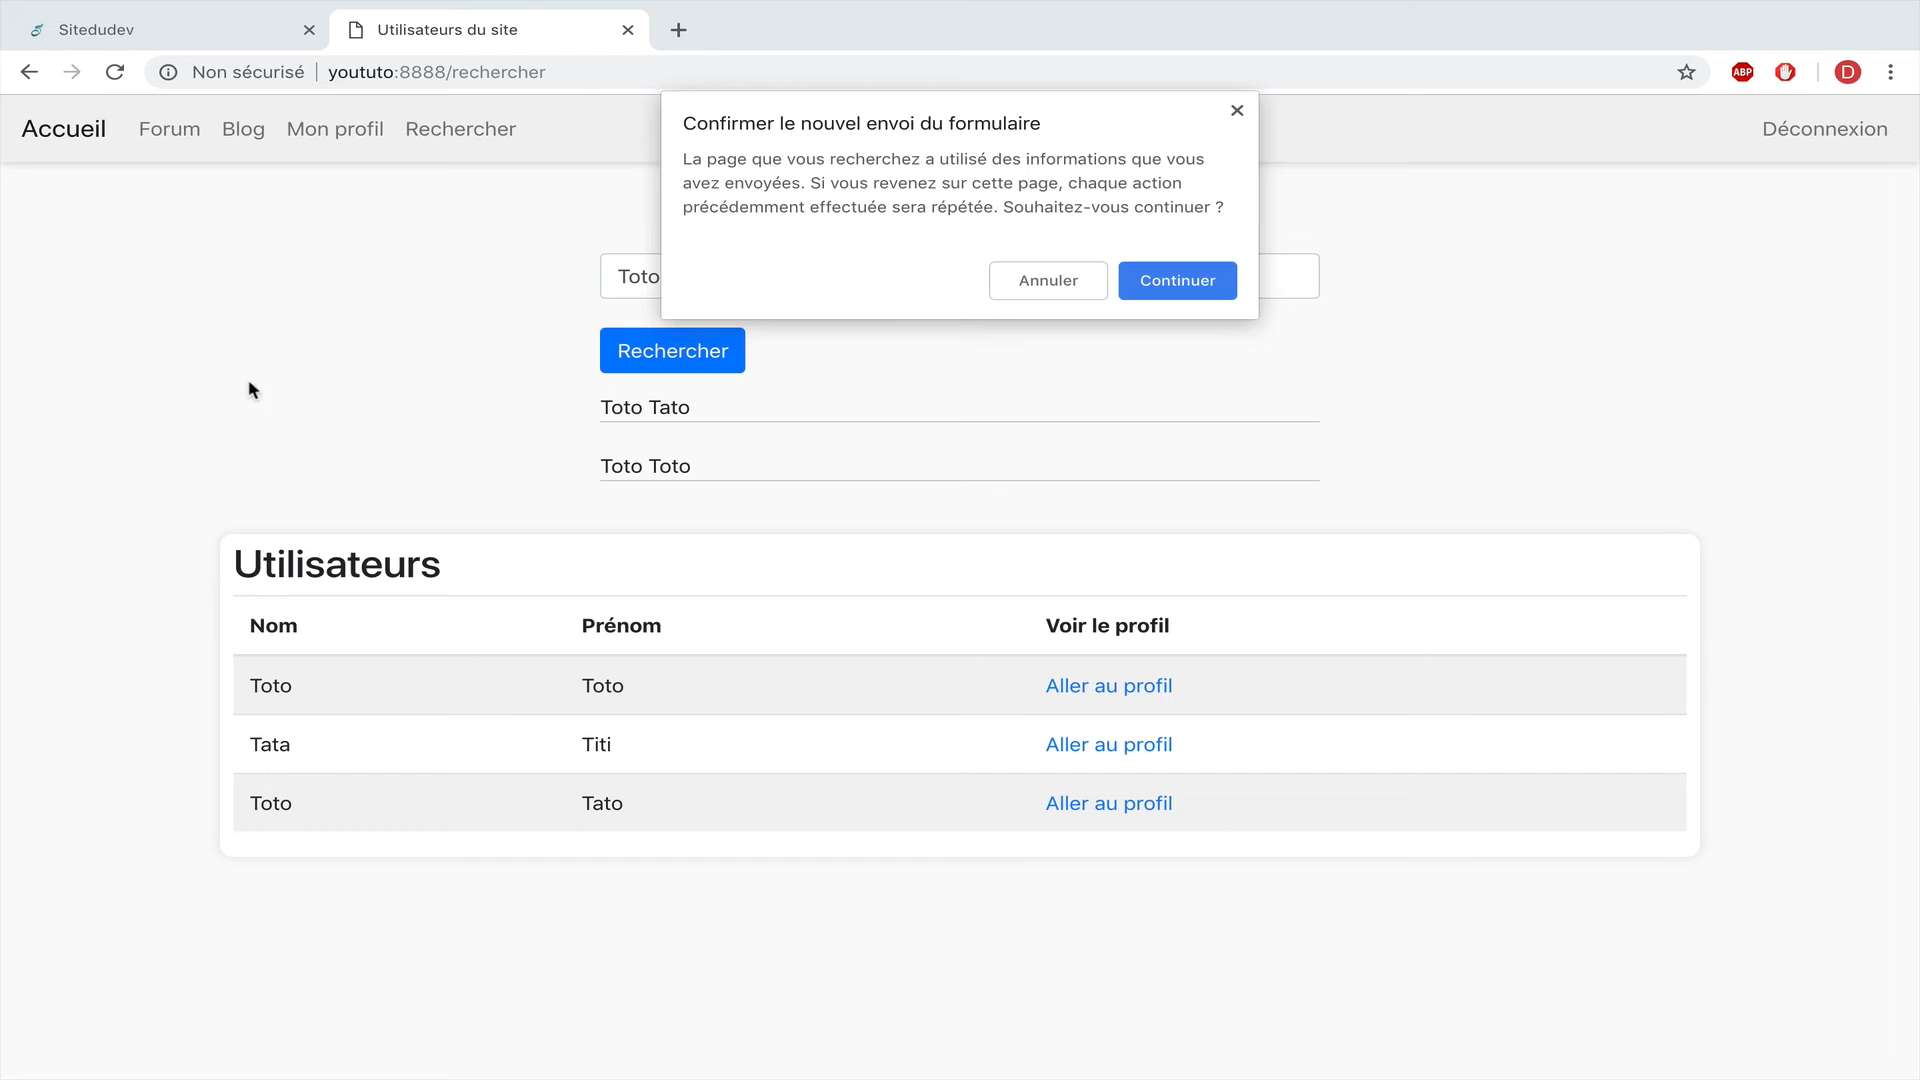 Sitedudev
Utilisateurs du site
Non sécurisé
yoututo:8888/rechercher
ABP
D
Accueil
Forum
Blog
Mon profil
Rechercher
Déconnexion
Confirmer le nouvel envoi du formulaire
La page que vous recherchez a utilisé des informations que vous
avez envoyées. Si vous revenez sur cette page, chaque action
précédemment effectuée sera répétée. Souhaitez-vous continuer ?
Annuler
Continuer
Toto
Rechercher
Toto Tato
Toto Toto
Utilisateurs
Nom Prénom Voir le profil
Toto Toto Aller au profil
Tata Titi Aller au profil
Toto Tato Aller au profil